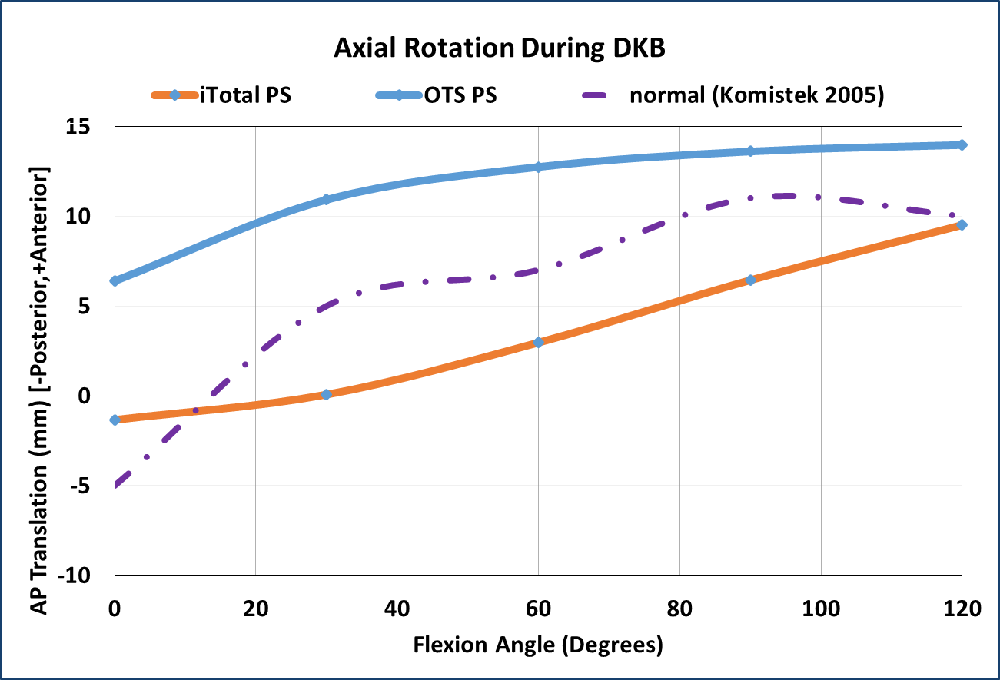 Axial Rotation During DKB
iTotal PS OTS PS normal (Komistek 2005)
AP Translation (mm) [-Posterior,+Anterior]
15
10
5
0
-5
-10
0 20 40 60 80 100 120
Flexion Angle (Degrees)